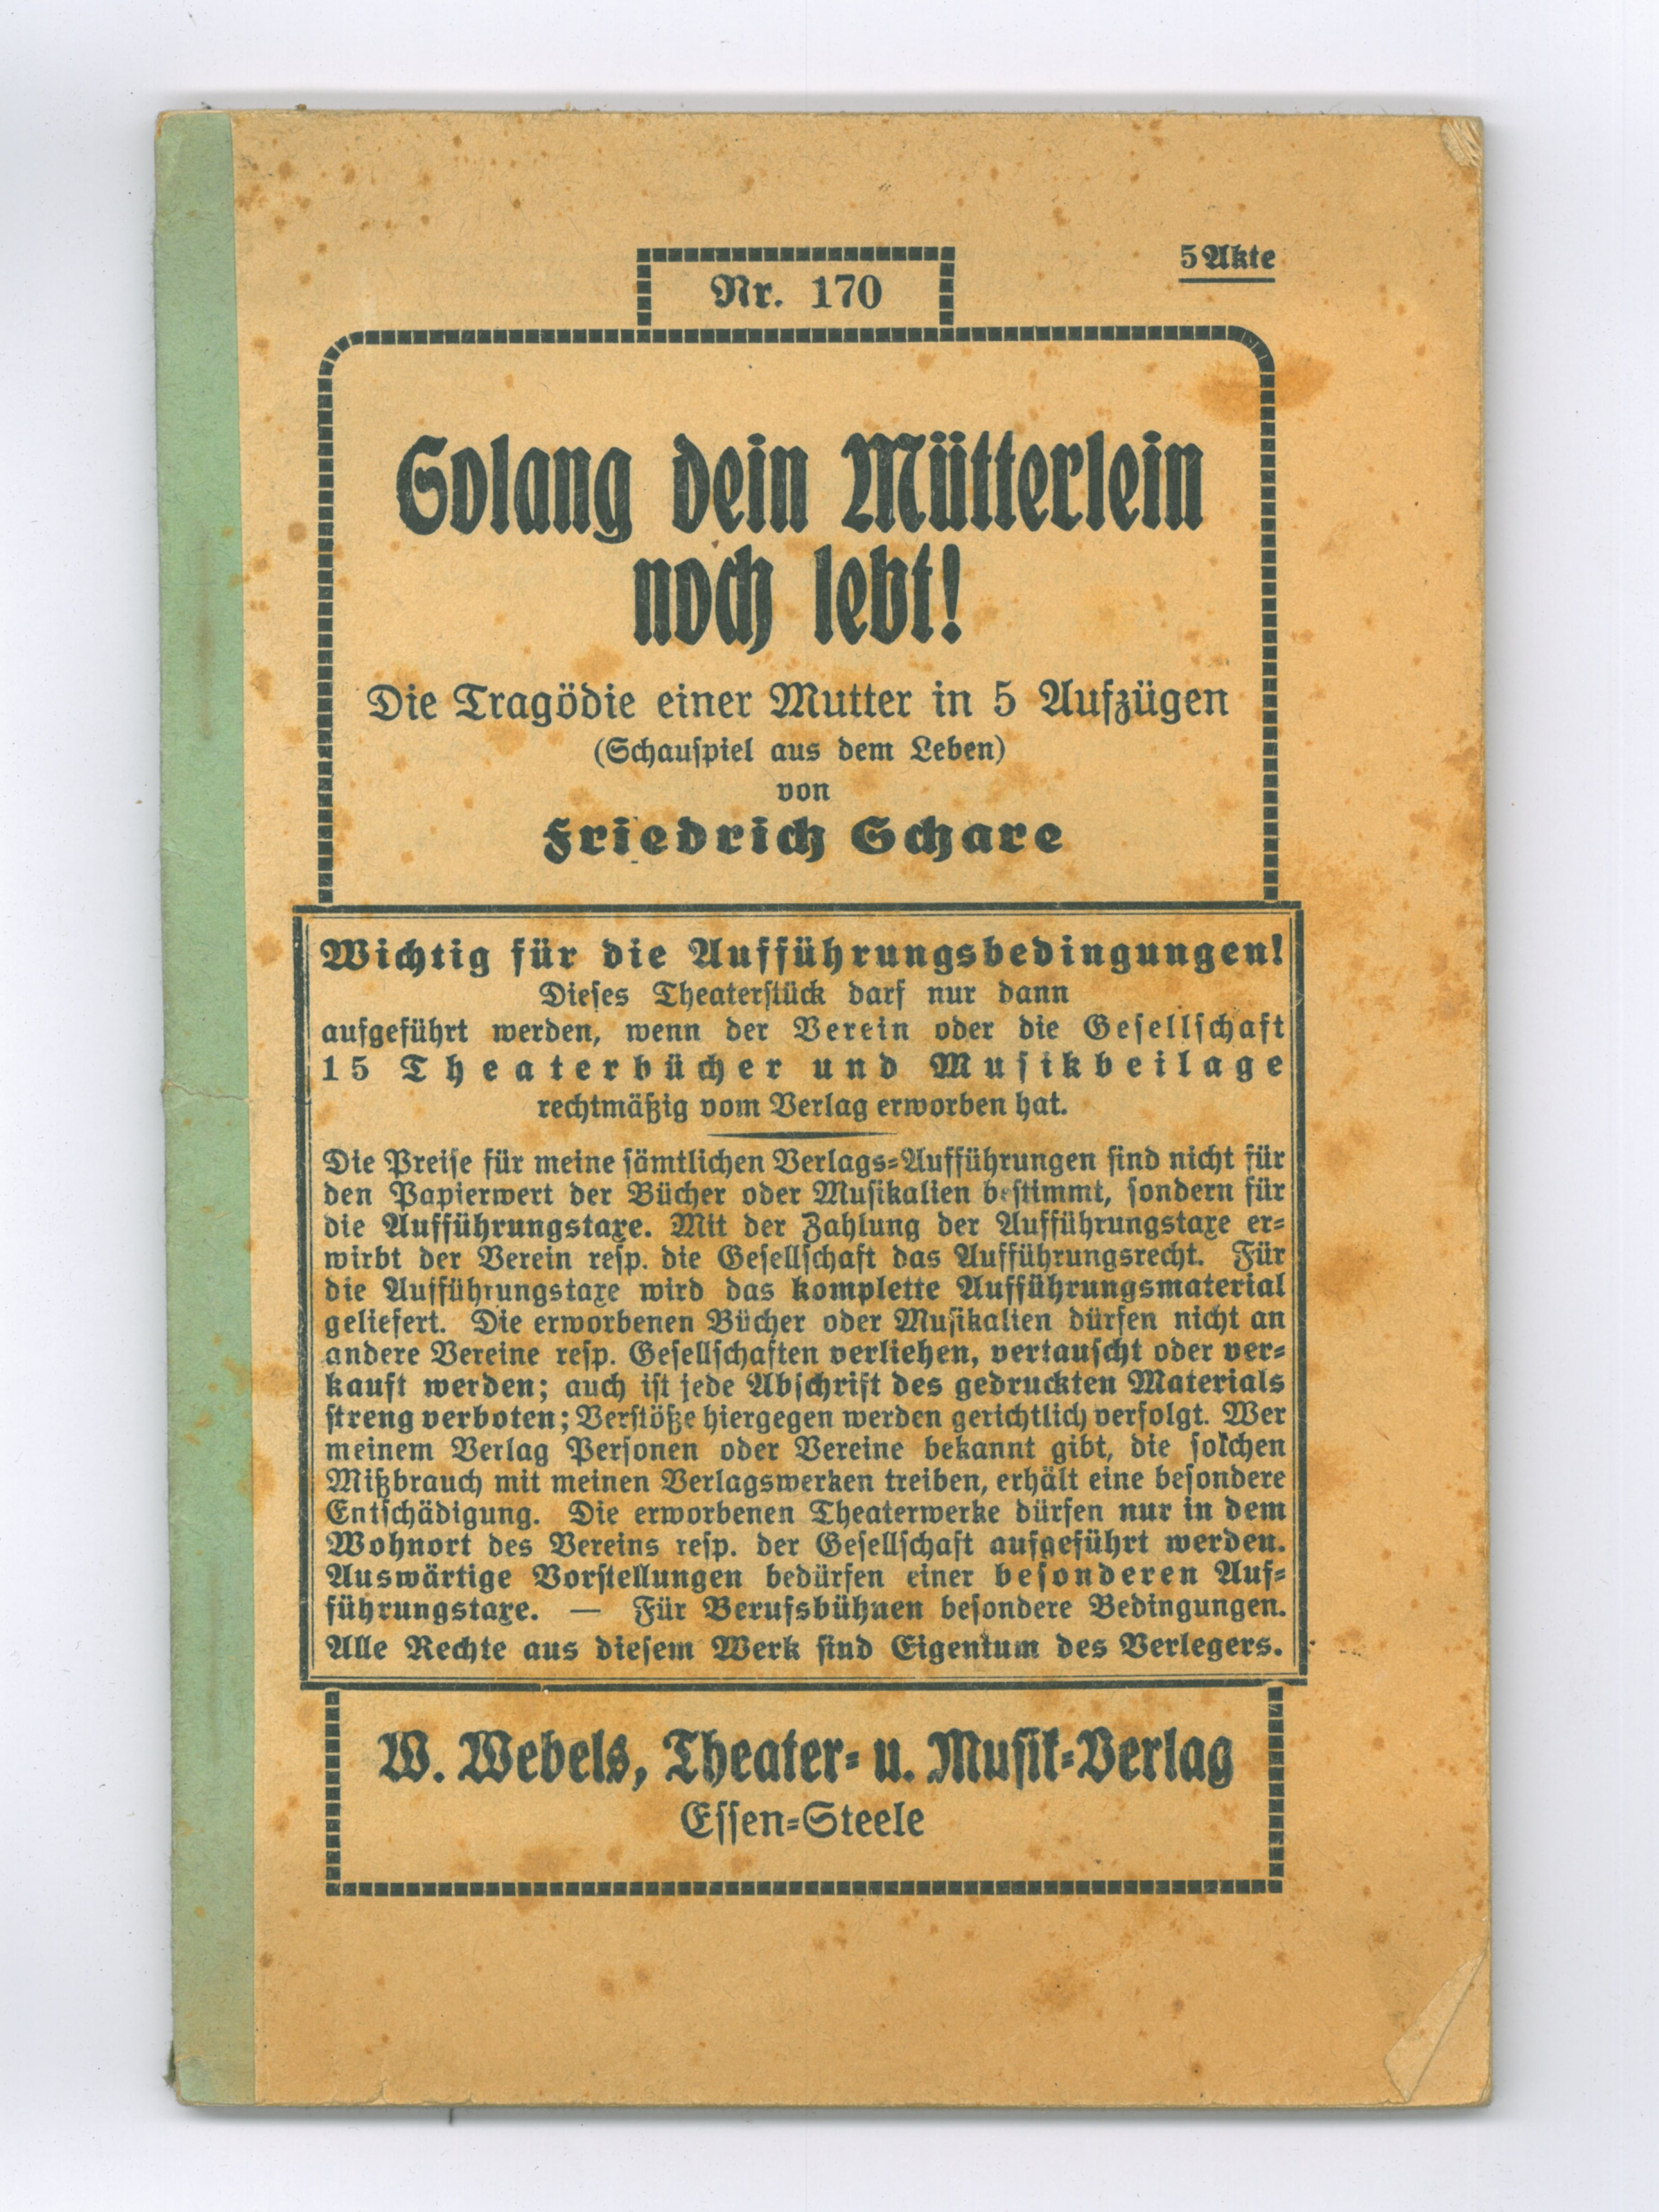 5 Akte
Nr. 170
Solang dein Mütterlein
noch lebt!
Die Tragödie einer Mutter in 5 Aufzügen
(Schauspiel aus dem Leben)
von
Friedrich Schare
Wichtig für die Aufführungsbedingungen!
Dieses Theaterstück darf nur dann
aufgeführt werden, wenn der Verein oder die Gesellschaft
15 Theaterbücher und Musikbeilage
rechtmäßig vom Verlag erworben hat.
Die Preise für meine sämtlichen Verlags-Aufführungen sind nicht für
den Papierwert der Bücher oder Musikalien bestimmt, sondern für
die Aufführungstaxe. Mit der Zahlung der Aufführungstaxe er-
wirbt der Verein resp. die Gesellschaft das Aufführungsrecht. Für
die Aufführungstaxe wird das komplette Aufführungsmaterial
geliefert. Die erworbenen Bücher oder Musikalien dürfen nicht an
andere Vereine resp. Gesellschaften verliehen, vertauscht oder ver-
kauft werden; auch ist jede Abschrift des gedruckten Materials
streng verboten; Verstöße hiergegen werden gerichtlich verfolgt. Wer
meinem Verlag Personen oder Vereine bekannt gibt, die solchen
Mißbrauch mit meinen Verlagswerken treiben, erhält eine besondere
Entschädigung. Die erworbenen Theaterwerke dürfen nur in dem
Wohnort des Vereins resp. der Gesellschaft aufgeführt werden.
Auswärtige Vorstellungen bedürfen einer besonderen Auf-
führungstaxe. — Für Berufsbühnen besondere Bedingungen.
Alle Rechte aus diesem Werk sind Eigentum des Verlegers.
W. Webels, Theater- u. Musik-Verlag
Essen-Steele